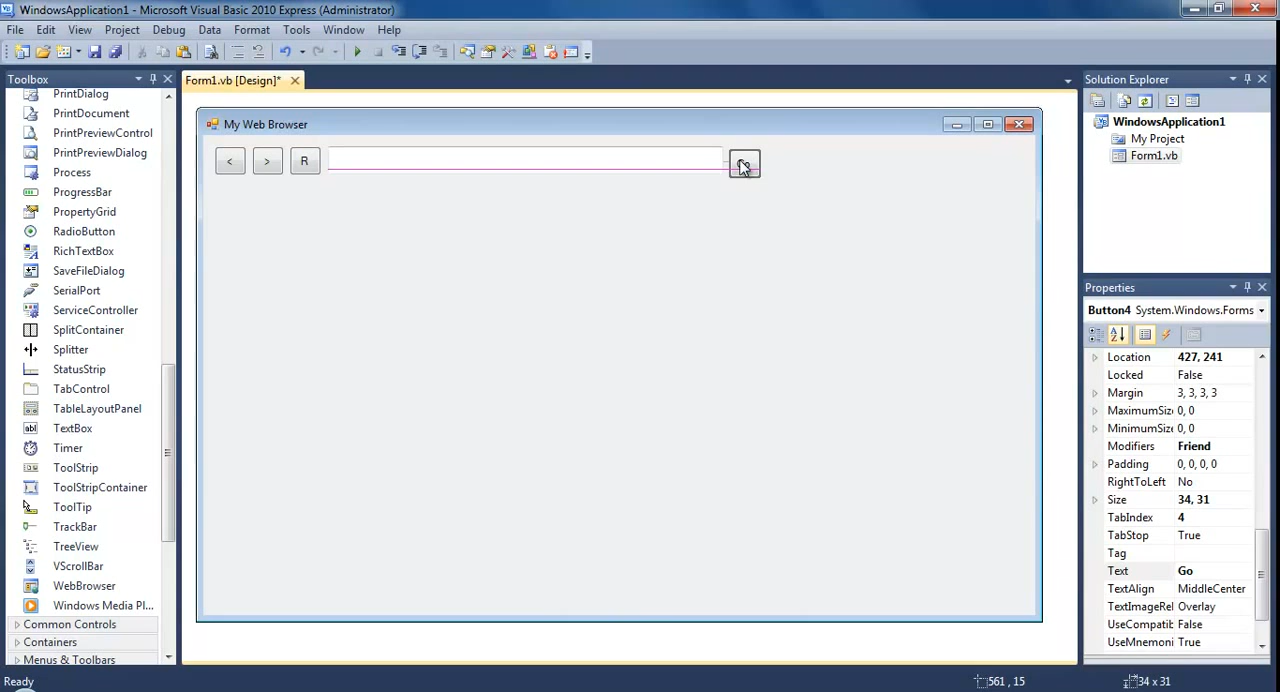 WindowsApplication1 - Microsoft Visual Basic 2010 Express (Administrator)
File Edit View Project Debug Data Format Tools Window Help
Toolbox
PrintDialog
PrintDocument
PrintPreviewControl
PrintPreviewDialog
Process
ProgressBar
PropertyGrid
RadioButton
RichTextBox
SaveFileDialog
SerialPort
ServiceController
SplitContainer
Splitter
StatusStrip
TabControl
TableLayoutPanel
TextBox
Timer
ToolStrip
ToolStripContainer
ToolTip
TrackBar
TreeView
VScrollBar
WebBrowser
Windows Media Pl...
Common Controls
Containers
Menus & Toolbars
Form1.vb [Design]*
My Web Browser
< > R
Solution Explorer
WindowsApplication1
My Project
Form1.vb
Properties
Button4 System.Windows.Forms
Location 427, 241
Locked False
Margin 3, 3, 3, 3
MaximumSiz 0, 0
MinimumSize 0, 0
Modifiers Friend
Padding 0, 0, 0, 0
RightToLeft No
Size 34, 31
TabIndex 4
TabStop True
Tag
Text Go
TextAlign MiddleCenter
TextImageRel Overlay
UseCompatib False
UseMnemoni True
Ready
561 , 15
34 x 31